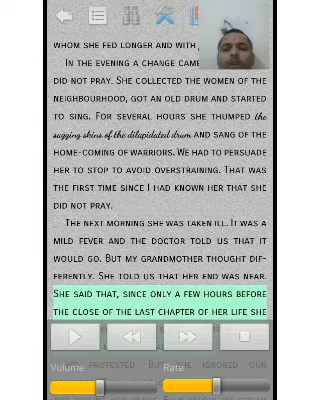 WHOM SHE FED LONGER AND WITH
IN THE EVENING A CHANGE CAME
DID NOT PRAY. SHE COLLECTED THE WOMEN OF THE
NEIGHBOURHOOD, GOT AN OLD DRUM AND STARTED
TO SING. FOR SEVERAL HOURS SHE THUMPED the
sagging skins of the dilapidated drum AND SANG OF THE
HOME-COMING OF WARRIORS. WE HAD TO PERSUADE
HER TO STOP TO AVOID OVERSTRAINING. THAT WAS
THE FIRST TIME SINCE I HAD KNOWN HER THAT SHE
DID NOT PRAY.
THE NEXT MORNING SHE WAS TAKEN ILL. IT WAS A
MILD FEVER AND THE DOCTOR TOLD US THAT IT
WOULD GO. BUT MY GRANDMOTHER THOUGHT DIF-
FERENTLY. SHE TOLD US THAT HER END WAS NEAR.
SHE SAID THAT, SINCE ONLY A FEW HOURS BEFORE
THE CLOSE OF THE LAST CHAPTER OF HER LIFE SHE
WE PROTESTED. BUT SHE IGNORED OUR
Volume Rate